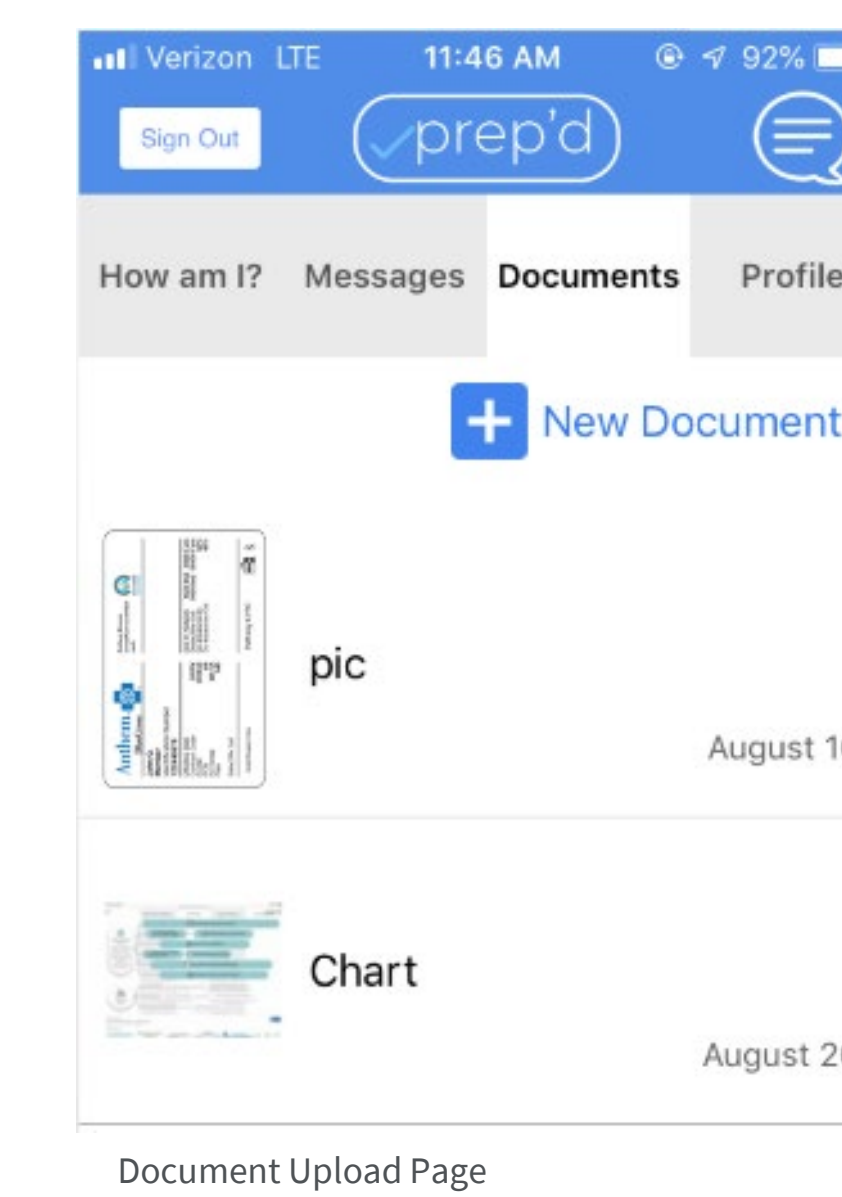 Verizon LTE 11:46 AM 92%
Sign Out
prep'd
How am I? Messages Documents Profile
New Document
Anthem
pic
August 1
Chart
August 2
Document Upload Page